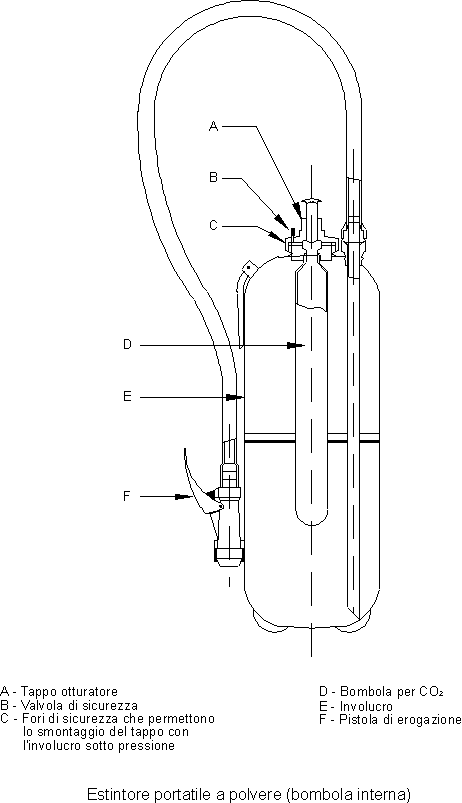 A
B
C
D
E
F
A - Tappo otturatore
B - Valvola di sicurezza
C - Fori di sicurezza che permettono
lo smontaggio del tappo con
l'involucro sotto pressione
D - Bombola per CO₂
E - Involucro
F - Pistola di erogazione
Estintore portatile a polvere (bombola interna)